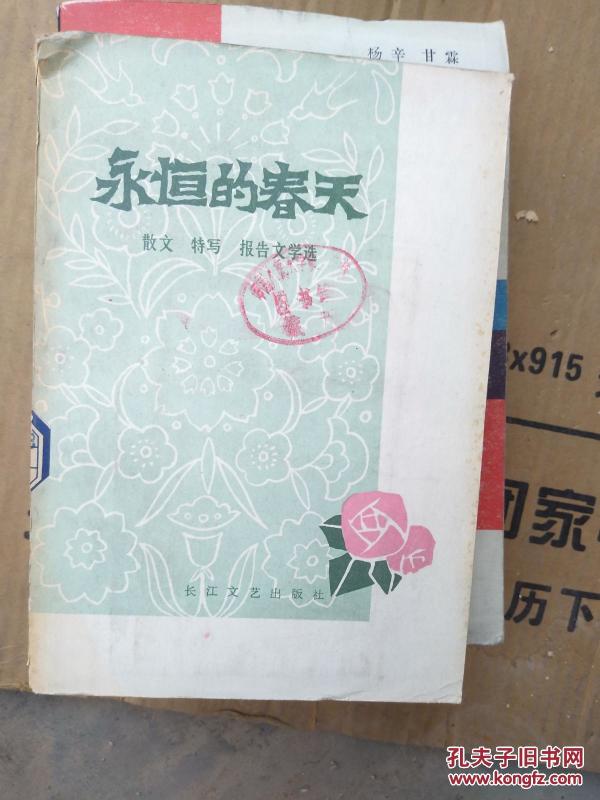 杨辛 甘霖
永恒的春天
散文 特写 报告文学选
图书
长江文艺出版社
x915
家
历下
孔夫子旧书网
www.kongfz.com